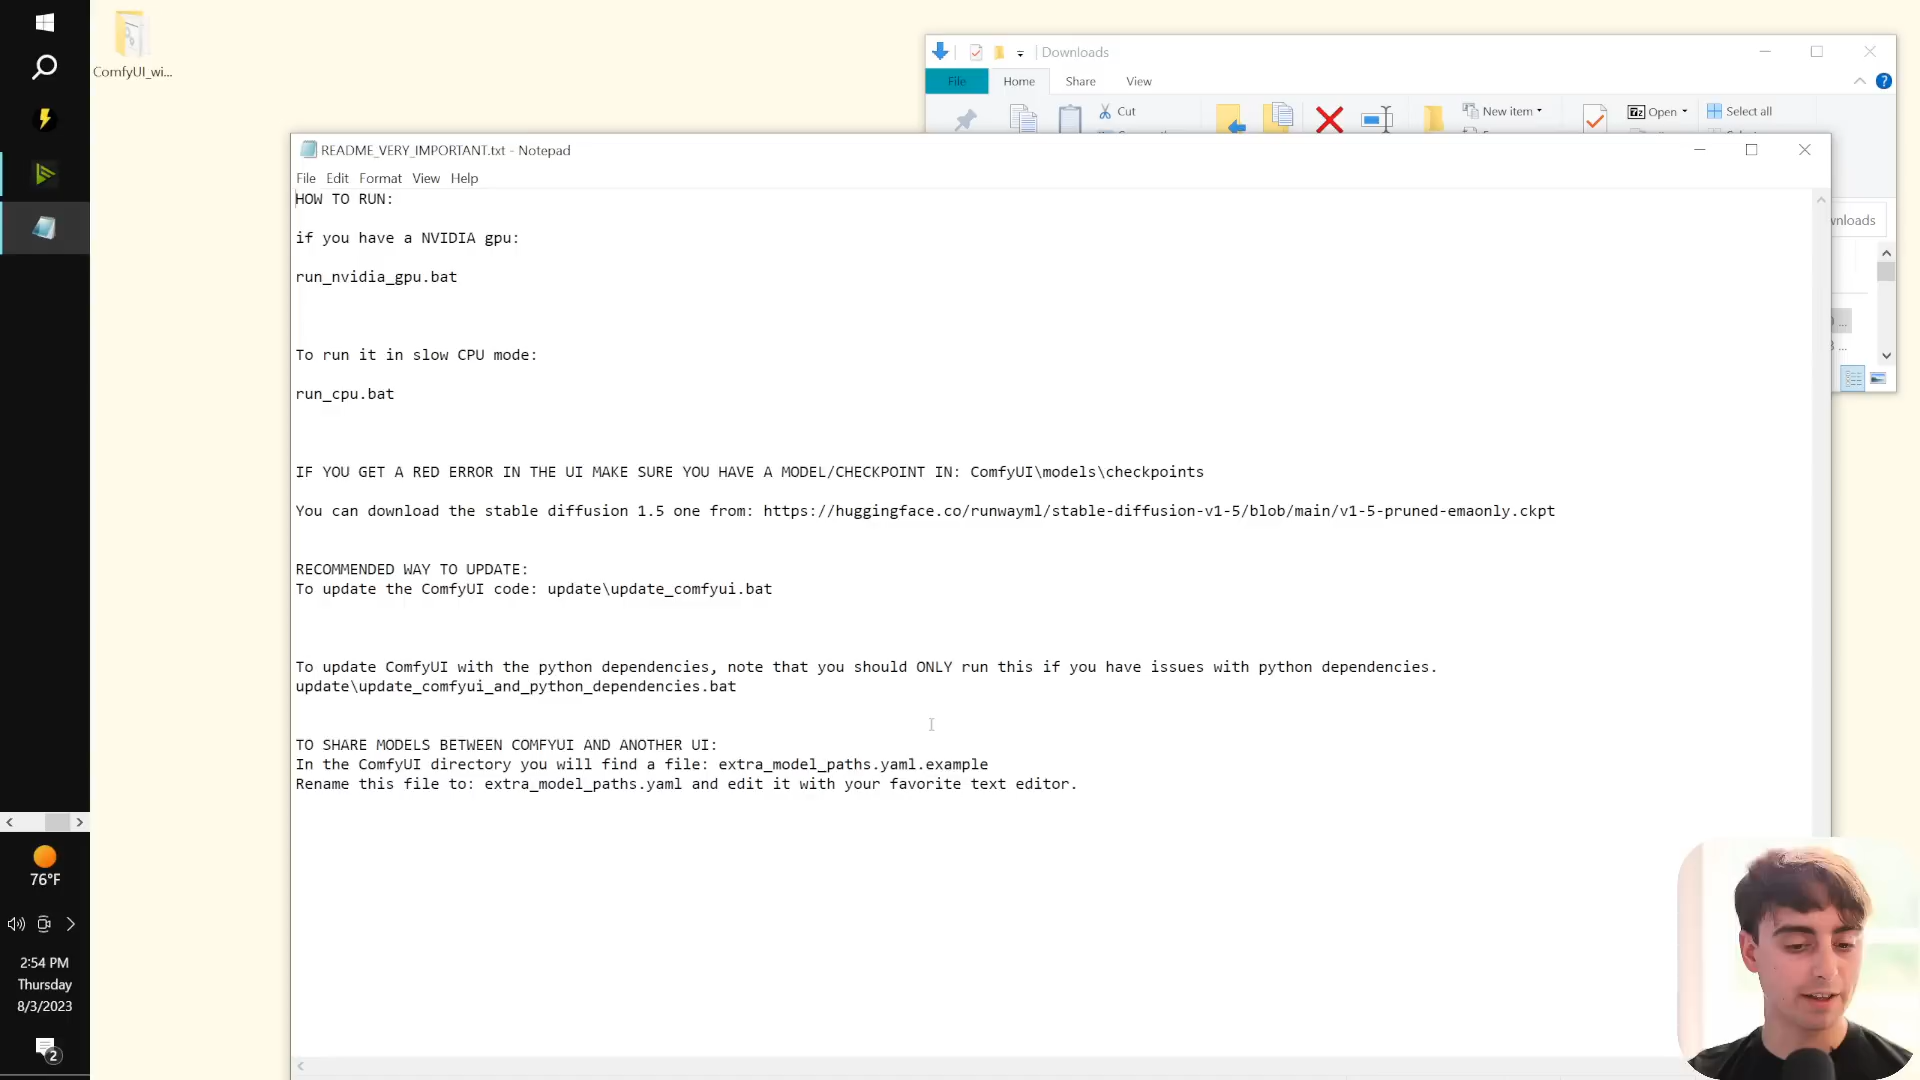 ComfyUI_wi...
Downloads
File
Home
Share
View
Cut
New item
Open
Select all
README_VERY_IMPORTANT.txt - Notepad
File Edit Format View Help
HOW TO RUN:
if you have a NVIDIA gpu:
run_nvidia_gpu.bat
To run it in slow CPU mode:
run_cpu.bat
IF YOU GET A RED ERROR IN THE UI MAKE SURE YOU HAVE A MODEL/CHECKPOINT IN: ComfyUI\models\checkpoints
You can download the stable diffusion 1.5 one from: https://huggingface.co/runwayml/stable-diffusion-v1-5/blob/main/v1-5-pruned-emaonly.ckpt
RECOMMENDED WAY TO UPDATE:
To update the ComfyUI code: update\update_comfyui.bat
To update ComfyUI with the python dependencies, note that you should ONLY run this if you have issues with python dependencies.
update\update_comfyui_and_python_dependencies.bat
TO SHARE MODELS BETWEEN COMFYUI AND ANOTHER UI:
In the ComfyUI directory you will find a file: extra_model_paths.yaml.example
Rename this file to: extra_model_paths.yaml and edit it with your favorite text editor.
wnloads
76°F
2:54 PM
Thursday
8/3/2023
2